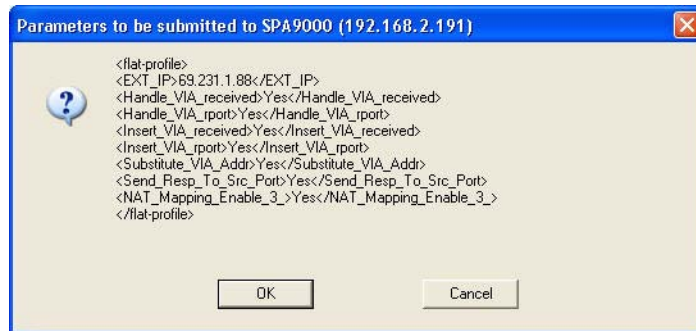 Parameters to be submitted to SPA9000 (192.168.2.191)
<flat-profile>
<EXT_IP>69.231.1.88</EXT_IP>
<Handle_VIA_received>Yes</Handle_VIA_received>
<Handle_VIA_rport>Yes</Handle_VIA_rport>
<Insert_VIA_received>Yes</Insert_VIA_received>
<Insert_VIA_rport>Yes</Insert_VIA_rport>
<Substitute_VIA_Addr>Yes</Substitute_VIA_Addr>
<Send_Resp_To_Src_Port>Yes</Send_Resp_To_Src_Port>
<NAT_Mapping_Enable_3_>Yes</NAT_Mapping_Enable_3_>
</flat-profile>
OK
Cancel